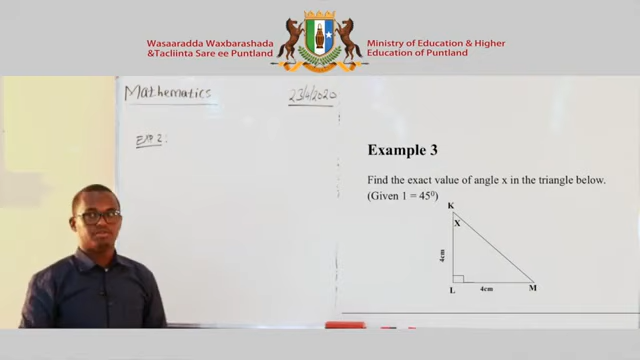 Wasaaradda Waxbarashada
&Tacliinta Sare ee Puntland
Ministry of Education & Higher
Education of Puntland
Mathematics
23/4/2020
EXP 2:
Example 3
Find the exact value of angle x in the triangle below.
(Given 1 = 45⁰)
K
X
4cm
L
4cm
M